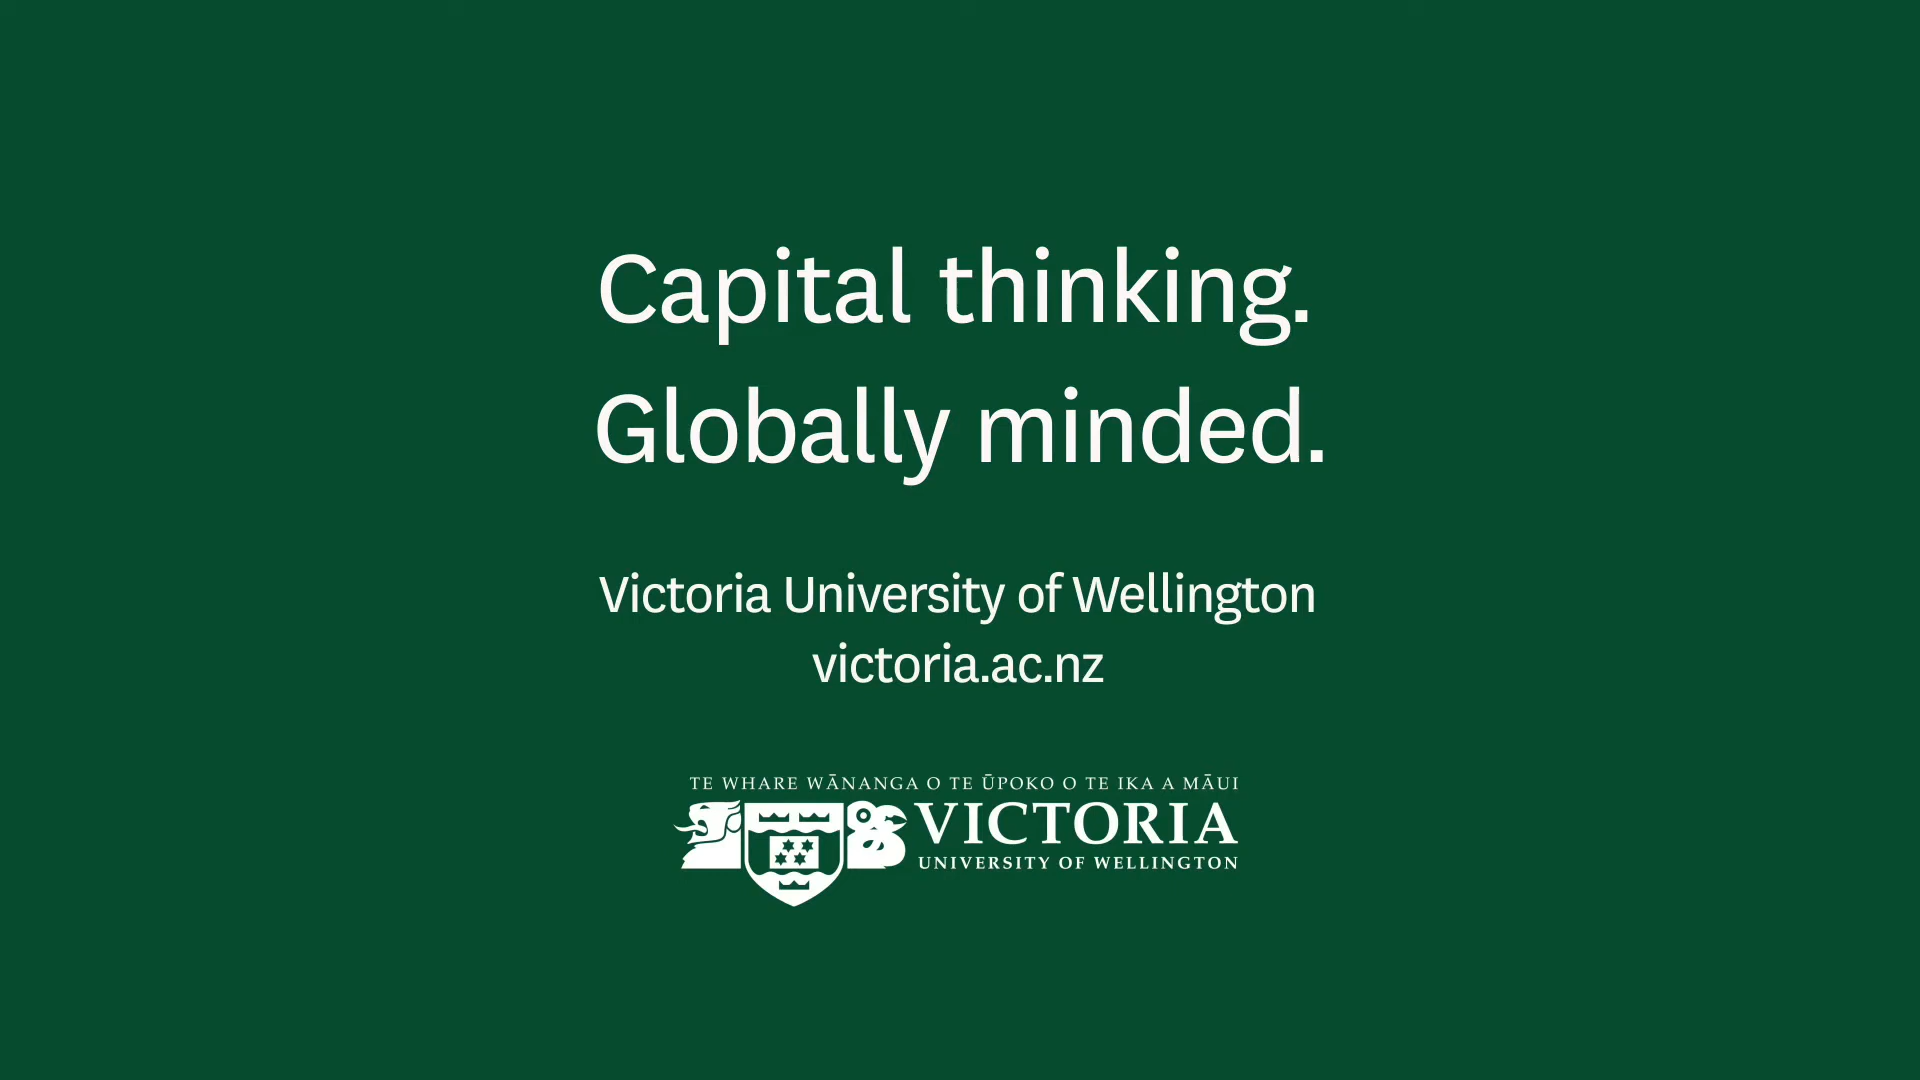 Capital thinking.
Globally minded.
Victoria University of Wellington
victoria.ac.nz
TE WHARE WĀNANGA O TE ŪPOKO O TE IKA A MĀUI
VICTORIA
UNIVERSITY OF WELLINGTON